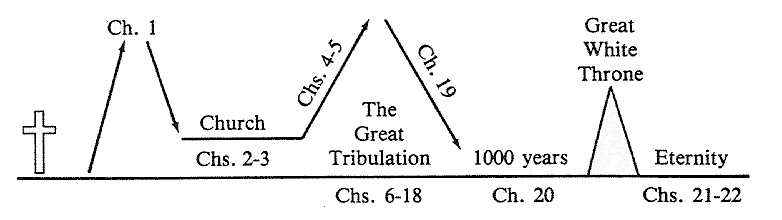 Ch. 1
Church
Chs. 2-3
Chs. 4-5
The
Great
Tribulation
Chs. 6-18
Ch. 19
1000 years
Ch. 20
Great
White
Throne
Eternity
Chs. 21-22